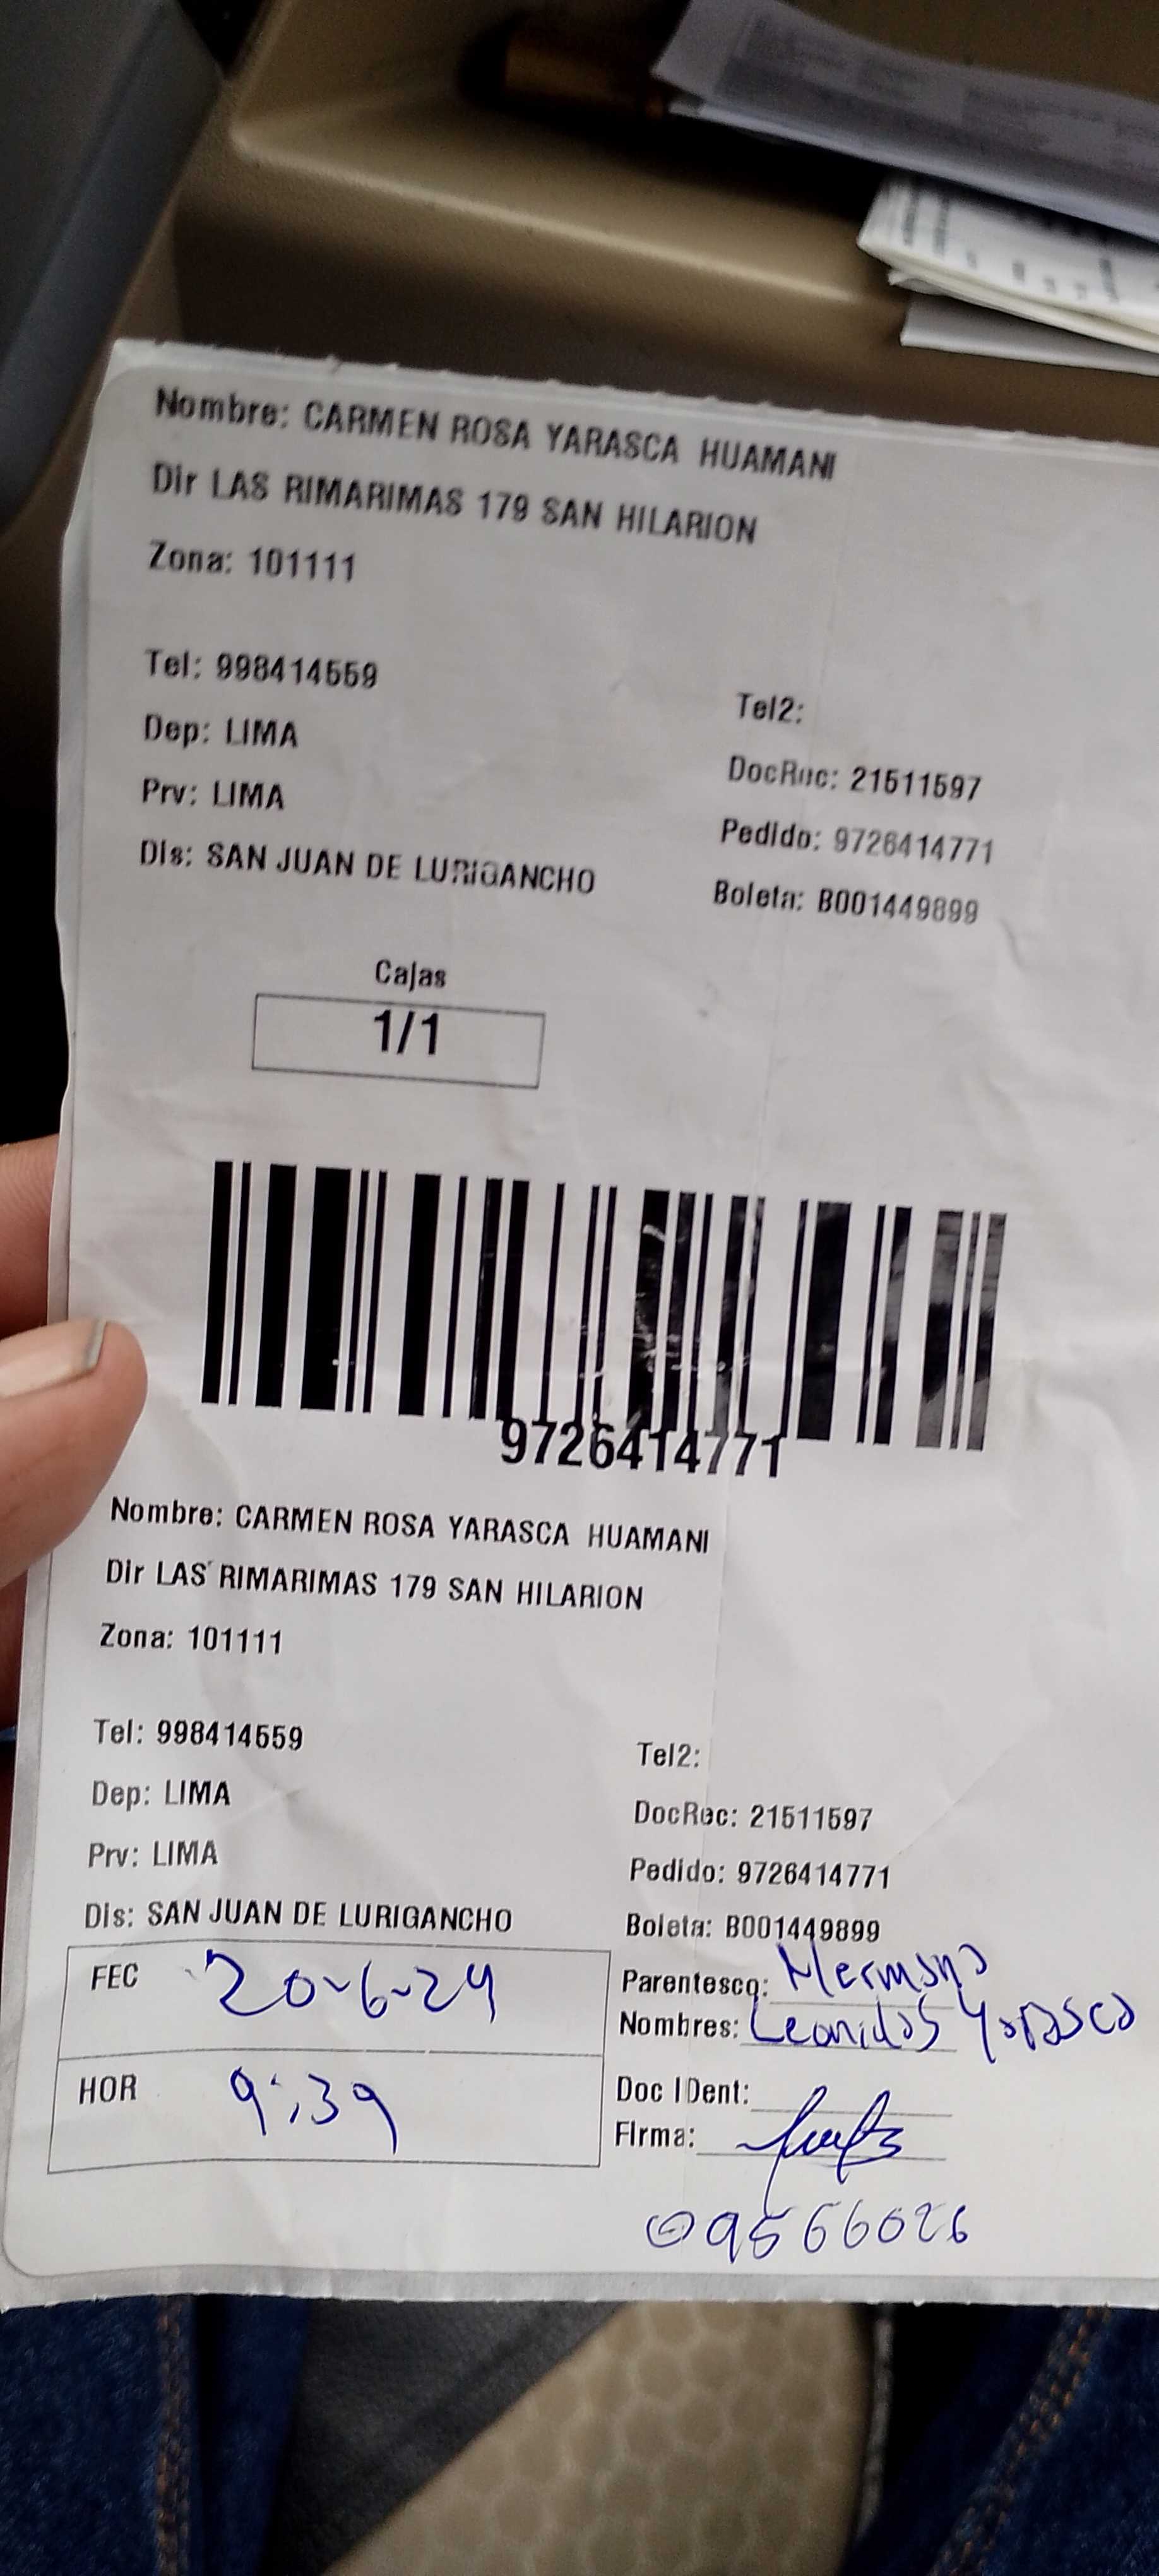 Nombre: CARMEN ROSA YARASCA HUAMANI
Dir LAS RIMARIMAS 179 SAN HILARION
Zona: 101111
Tel: 998414559
Tel2:
Dep: LIMA
DocRec: 21511597
Prv: LIMA
Pedido: 9726414771
Dis: SAN JUAN DE LURIGANCHO
Boleta: B001449899
Cajas
1/1
9726414771
Nombre: CARMEN ROSA YARASCA HUAMANI
Dir LAS RIMARIMAS 179 SAN HILARION
Zona: 101111
Tel: 998414559
Tel2:
Dep: LIMA
DocRec: 21511597
Prv: LIMA
Pedido: 9726414771
Dis: SAN JUAN DE LURIGANCHO
Boleta: B001449899
FEC 20-6-24
Parentesco: Hermano
Nombres: Leonidas Yarasca
HOR 9:39
Doc IDent:
Firma:
09566026